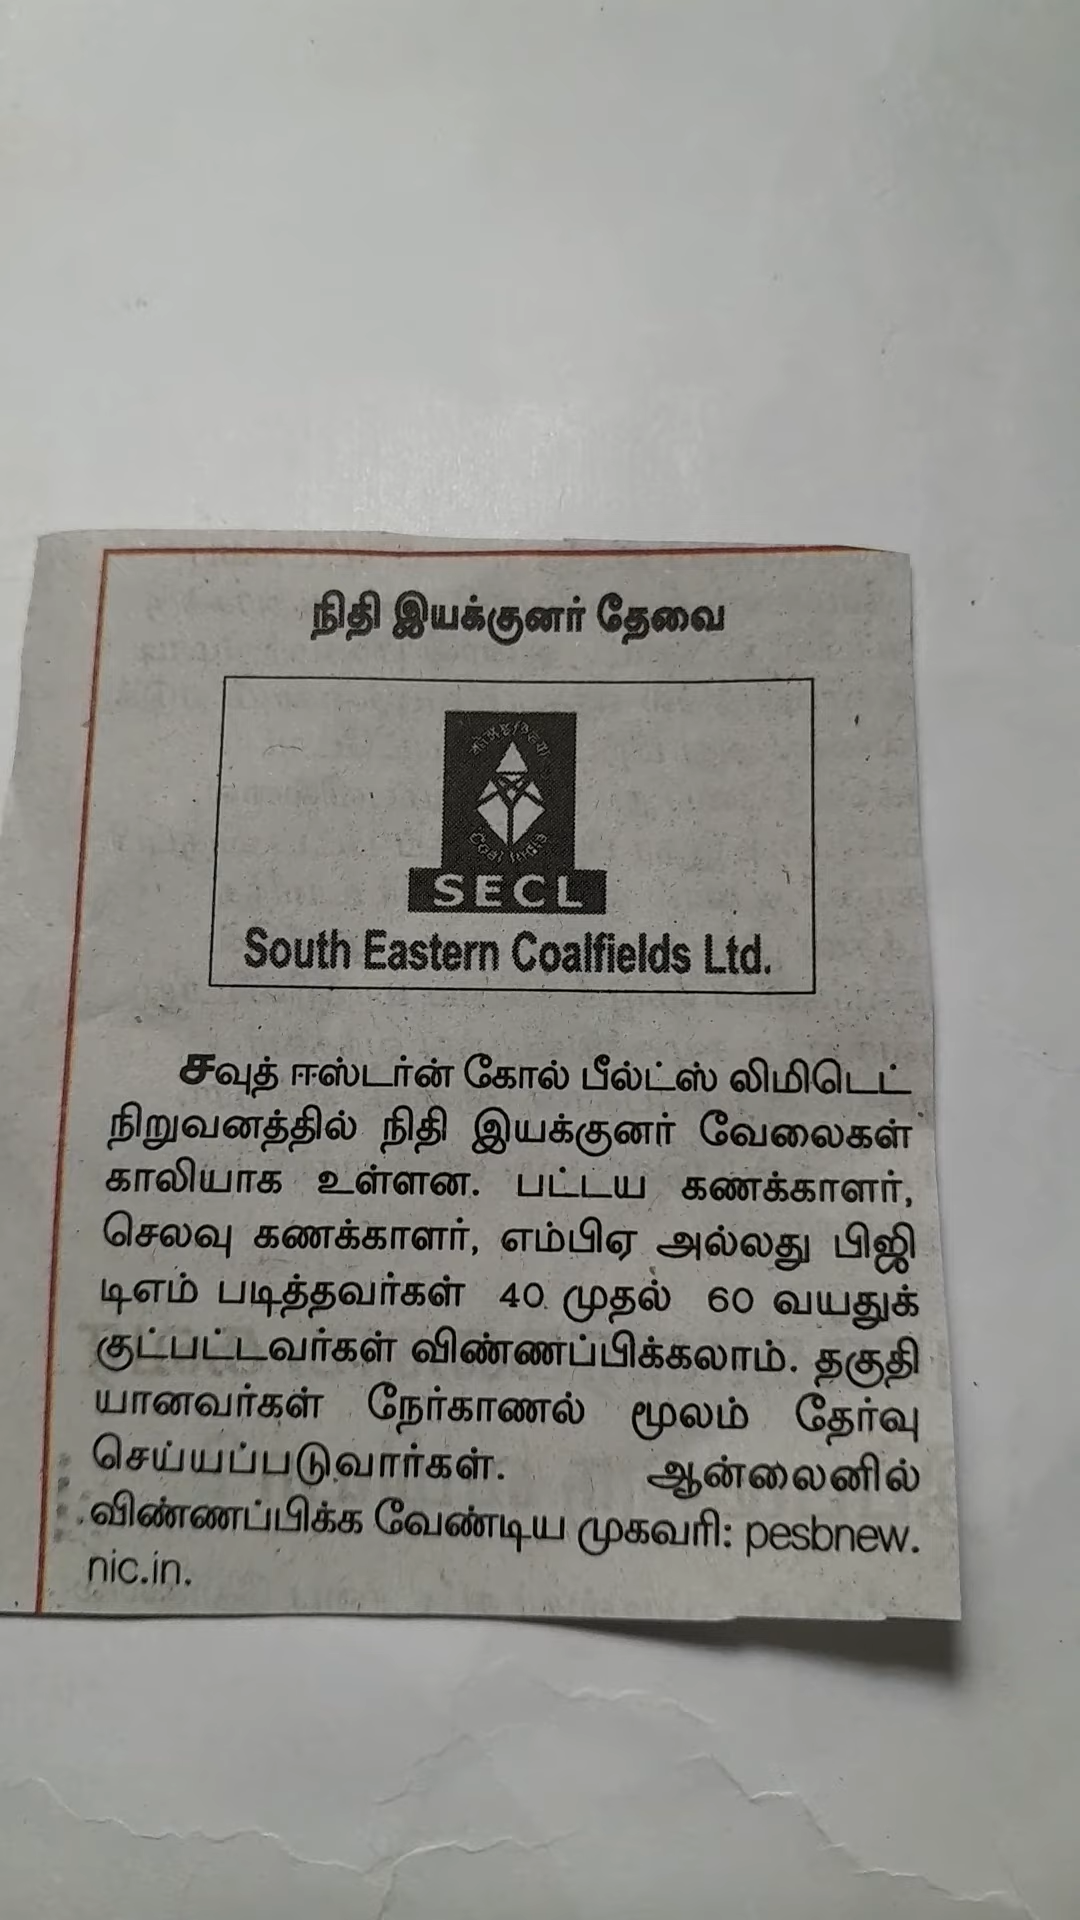 நிதி இயக்குனர் தேவை
Coal India
SECL
South Eastern Coalfields Ltd.
சவுத் ஈஸ்டர்ன் கோல் பீல்ட்ஸ் லிமிடெட்
நிறுவனத்தில் நிதி இயக்குனர் வேலைகள்
காலியாக உள்ளன. பட்டய கணக்காளர்,
செலவு கணக்காளர், எம்பிஏ அல்லது பிஜி
டிஎம் படித்தவர்கள் 40 முதல் 60 வயதுக்
குட்பட்டவர்கள் விண்ணப்பிக்கலாம். தகுதி
யானவர்கள் நேர்காணல் மூலம் தேர்வு
செய்யப்படுவார்கள். ஆன்லைனில்
விண்ணப்பிக்க வேண்டிய முகவரி: pesbnew.
nic.in.